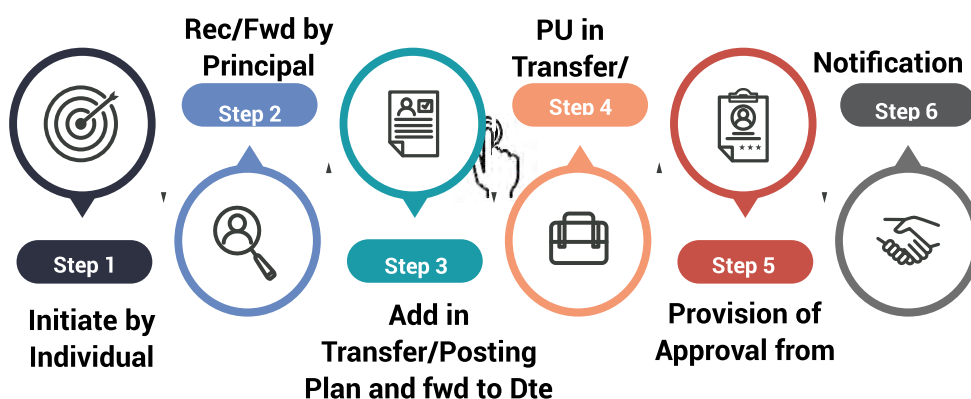 Step 1
Initiate by
Individual
Rec/Fwd by
Principal
Step 2
Step 3
Add in
Transfer/Posting
Plan and fwd to Dte
PU in
Transfer/
Step 4
Step 5
Provision of
Approval from
Notification
Step 6